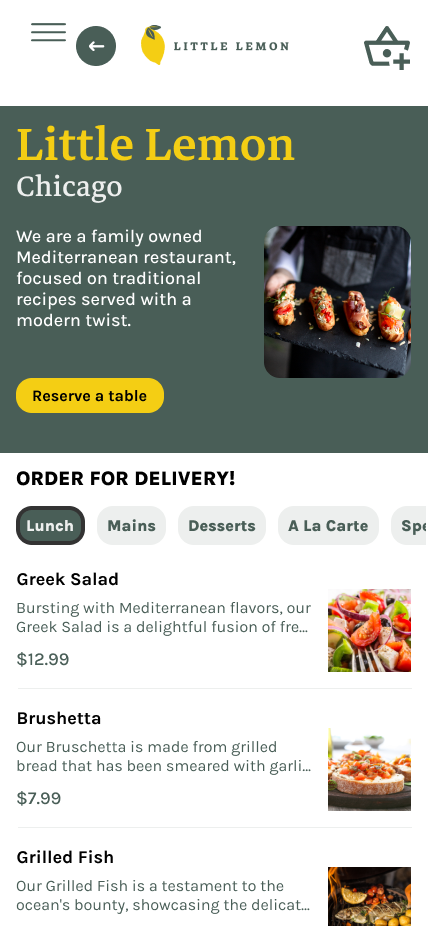 LITTLE LEMON
Little Lemon
Chicago
We are a family owned
Mediterranean restaurant,
focused on traditional
recipes served with a
modern twist.
Reserve a table
ORDER FOR DELIVERY!
Lunch Mains Desserts A La Carte Spe
Greek Salad
Bursting with Mediterranean flavors, our
Greek Salad is a delightful fusion of fre...
$12.99
Brushetta
Our Bruschetta is made from grilled
bread that has been smeared with garli...
$7.99
Grilled Fish
Our Grilled Fish is a testament to the
ocean's bounty, showcasing the delicat...